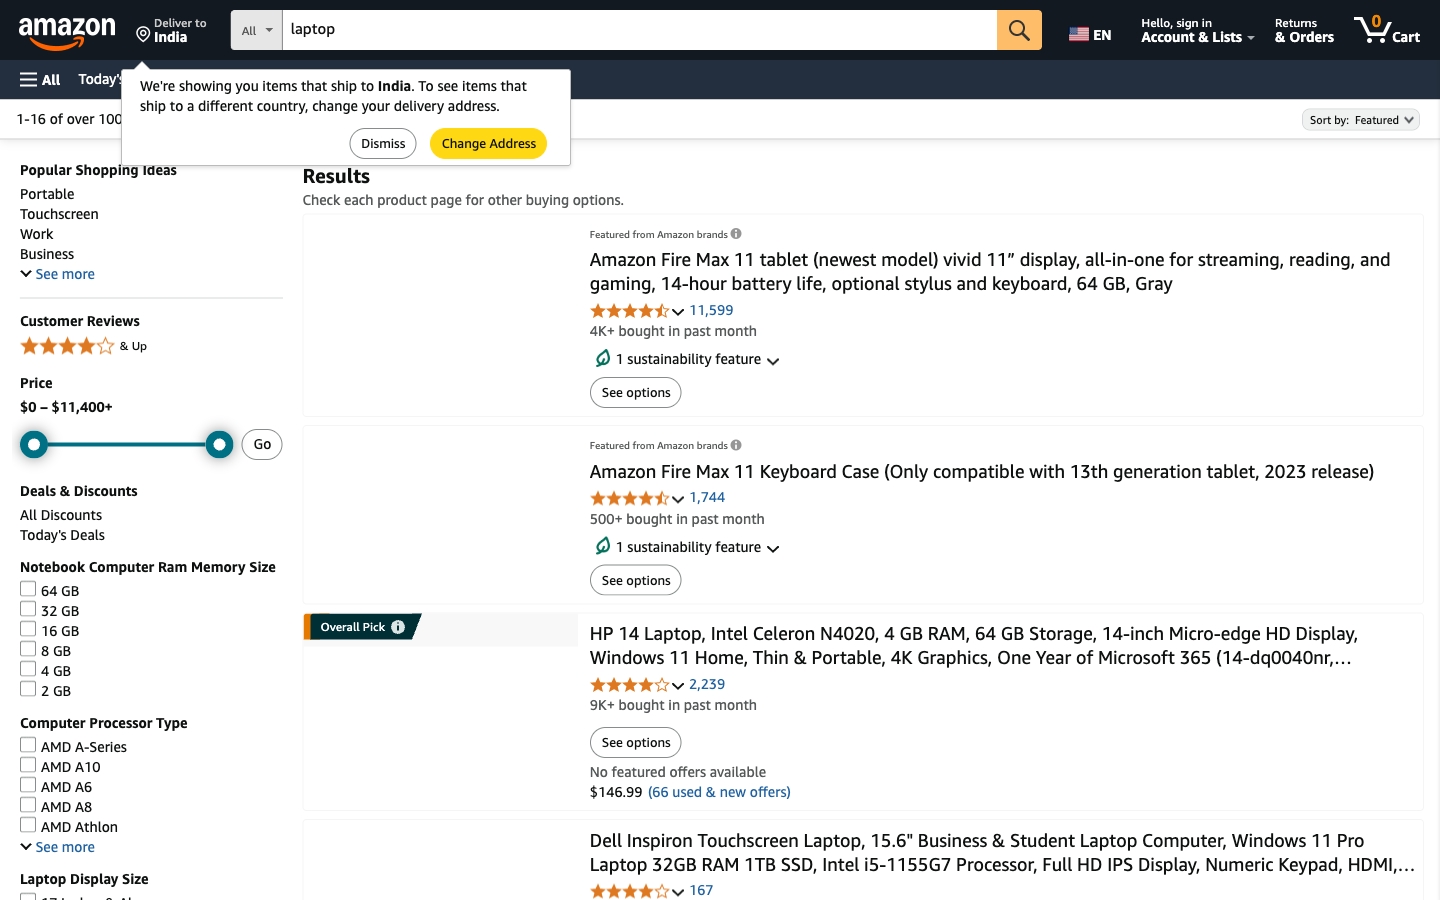 amazon
Deliver to
India
All
laptop
EN
Hello, sign in
Account & Lists
Returns
& Orders
0
Cart
All
Today's
We're showing you items that ship to India. To see items that
ship to a different country, change your delivery address.
Dismiss
Change Address
1-16 of over 100
Sort by: Featured
Popular Shopping Ideas
Portable
Touchscreen
Work
Business
See more
Customer Reviews
& Up
Price
$0 – $11,400+
Go
Deals & Discounts
All Discounts
Today's Deals
Notebook Computer Ram Memory Size
64 GB
32 GB
16 GB
8 GB
4 GB
2 GB
Computer Processor Type
AMD A-Series
AMD A10
AMD A6
AMD A8
AMD Athlon
See more
Laptop Display Size
Results
Check each product page for other buying options.
Featured from Amazon brands
Amazon Fire Max 11 tablet (newest model) vivid 11” display, all-in-one for streaming, reading, and
gaming, 14-hour battery life, optional stylus and keyboard, 64 GB, Gray
11,599
4K+ bought in past month
1 sustainability feature
See options
Featured from Amazon brands
Amazon Fire Max 11 Keyboard Case (Only compatible with 13th generation tablet, 2023 release)
1,744
500+ bought in past month
1 sustainability feature
See options
Overall Pick
HP 14 Laptop, Intel Celeron N4020, 4 GB RAM, 64 GB Storage, 14-inch Micro-edge HD Display,
Windows 11 Home, Thin & Portable, 4K Graphics, One Year of Microsoft 365 (14-dq0040nr,…
2,239
9K+ bought in past month
See options
No featured offers available
$146.99 (66 used & new offers)
Dell Inspiron Touchscreen Laptop, 15.6" Business & Student Laptop Computer, Windows 11 Pro
Laptop 32GB RAM 1TB SSD, Intel i5-1155G7 Processor, Full HD IPS Display, Numeric Keypad, HDMI,…
167